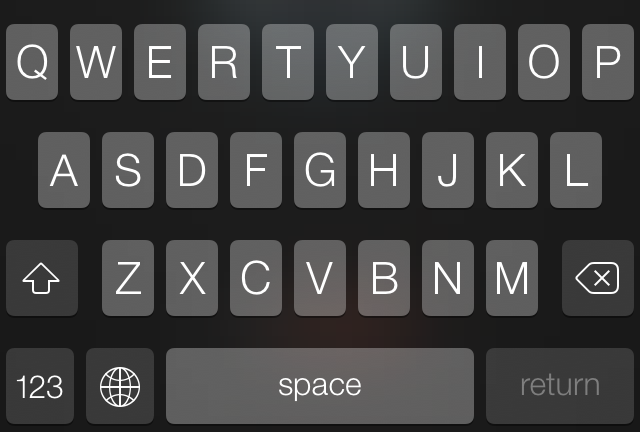 Q W E R T Y U I O P
A S D F G H J K L
Z X C V B N M
123 space return